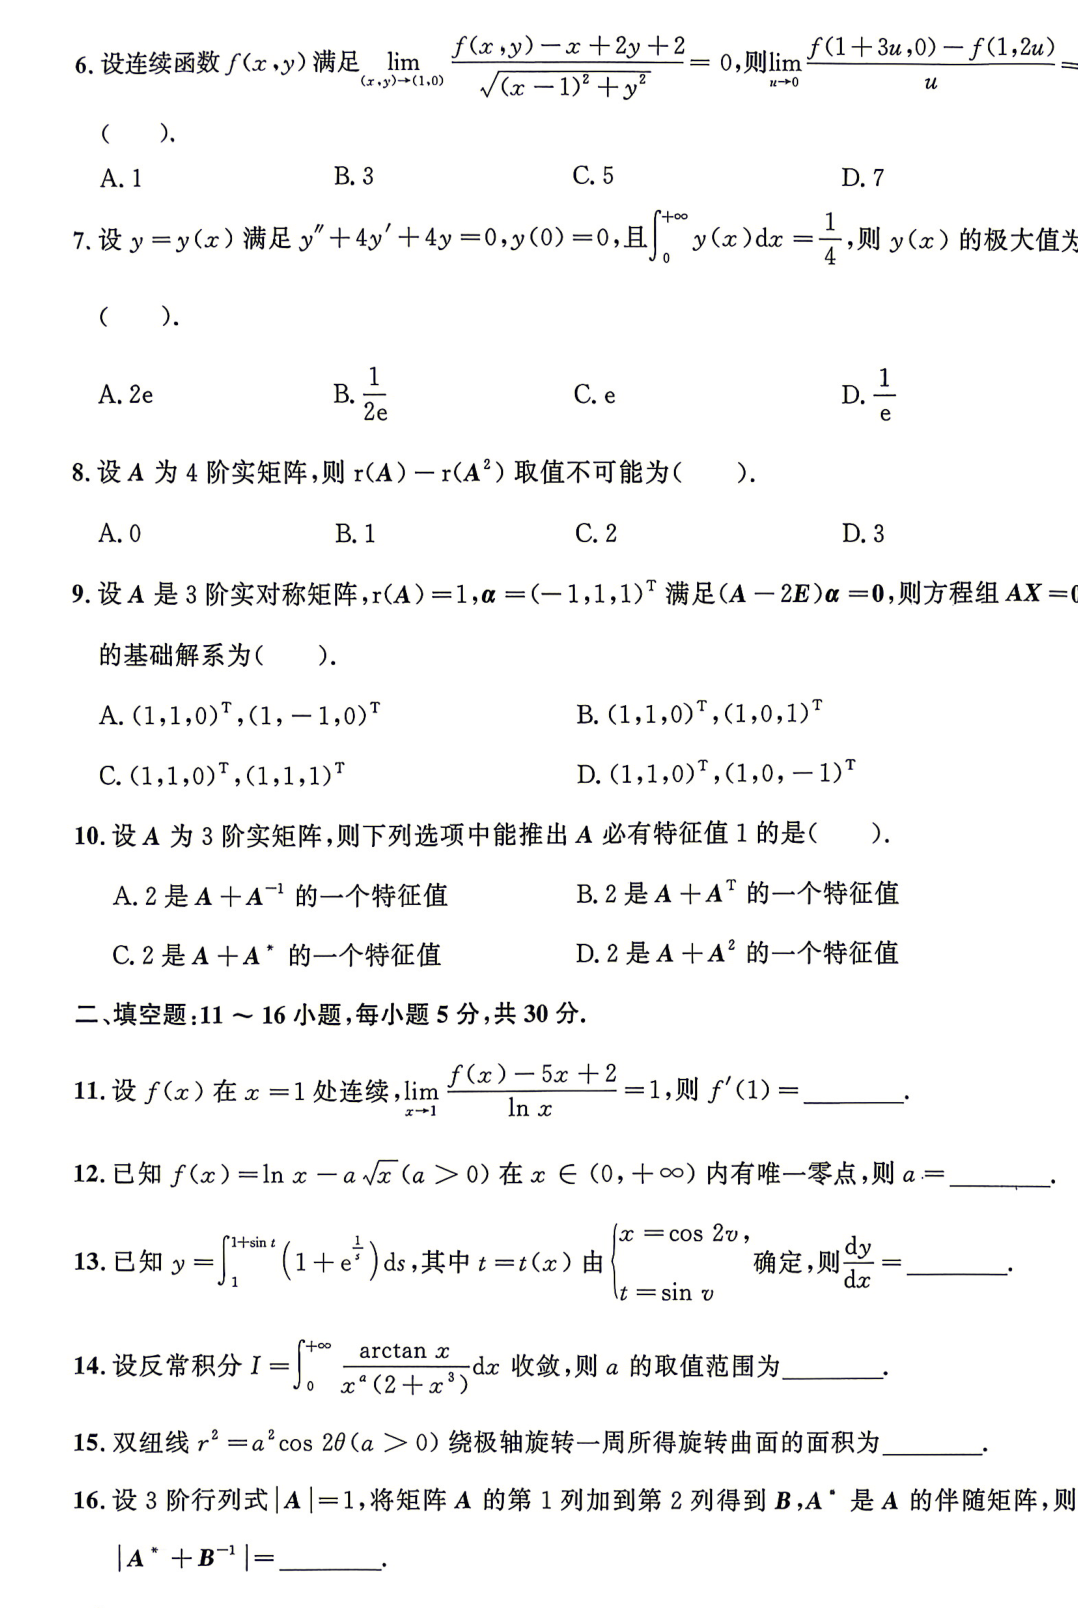 6. 设连续函数 f(x,y) 满足 lim_{(x,y)→(1,0)} \frac{f(x,y)-x+2y+2}{\sqrt{(x-1)^2+y^2}} = 0,则 lim_{u→0} \frac{f(1+3u,0)-f(1,2u)}{u} =
(  ).
A. 1 B. 3 C. 5 D. 7
7. 设 y=y(x) 满足 y″+4y′+4y=0,y(0)=0,且∫_0^{+∞} y(x)dx=\frac{1}{4},则 y(x) 的极大值为
(  ).
A. 2e B. \frac{1}{2e} C. e D. \frac{1}{e}
8. 设 A 为 4 阶实矩阵,则 r(A)-r(A²) 取值不可能为(  ).
A. 0 B. 1 C. 2 D. 3
9. 设 A 是 3 阶实对称矩阵,r(A)=1,α=(-1,1,1)^T 满足(A-2E)α=0,则方程组 AX=0
的基础解系为(  ).
A. (1,1,0)^T,(1,-1,0)^T B. (1,1,0)^T,(1,0,1)^T
C. (1,1,0)^T,(1,1,1)^T D. (1,1,0)^T,(1,0,-1)^T
10. 设 A 为 3 阶实矩阵,则下列选项中能推出 A 必有特征值 1 的是(  ).
A. 2 是 A+A^{-1} 的一个特征值 B. 2 是 A+A^T 的一个特征值
C. 2 是 A+A^* 的一个特征值 D. 2 是 A+A² 的一个特征值
二、填空题:11～16 小题,每小题 5 分,共 30 分.
11. 设 f(x) 在 x=1 处连续,lim_{x→1} \frac{f(x)-5x+2}{ln x}=1,则 f′(1)=________.
12. 已知 f(x)=ln x-a\sqrt{x}(a>0) 在 x∈(0,+∞) 内有唯一零点,则 a=________.
13. 已知 y=∫_1^{1+sin t}(1+e^{\frac{1}{s}})ds,其中 t=t(x) 由 {x=cos 2v, t=sin v 确定,则\frac{dy}{dx}=________.
14. 设反常积分 I=∫_0^{+∞} \frac{arctan x}{x^a(2+x^3)}dx 收敛,则 a 的取值范围为________.
15. 双纽线 r²=a²cos 2θ(a>0) 绕极轴旋转一周所得旋转曲面的面积为________.
16. 设 3 阶行列式|A|=1,将矩阵 A 的第 1 列加到第 2 列得到 B,A^* 是 A 的伴随矩阵,则
|A^*+B^{-1}|=________.